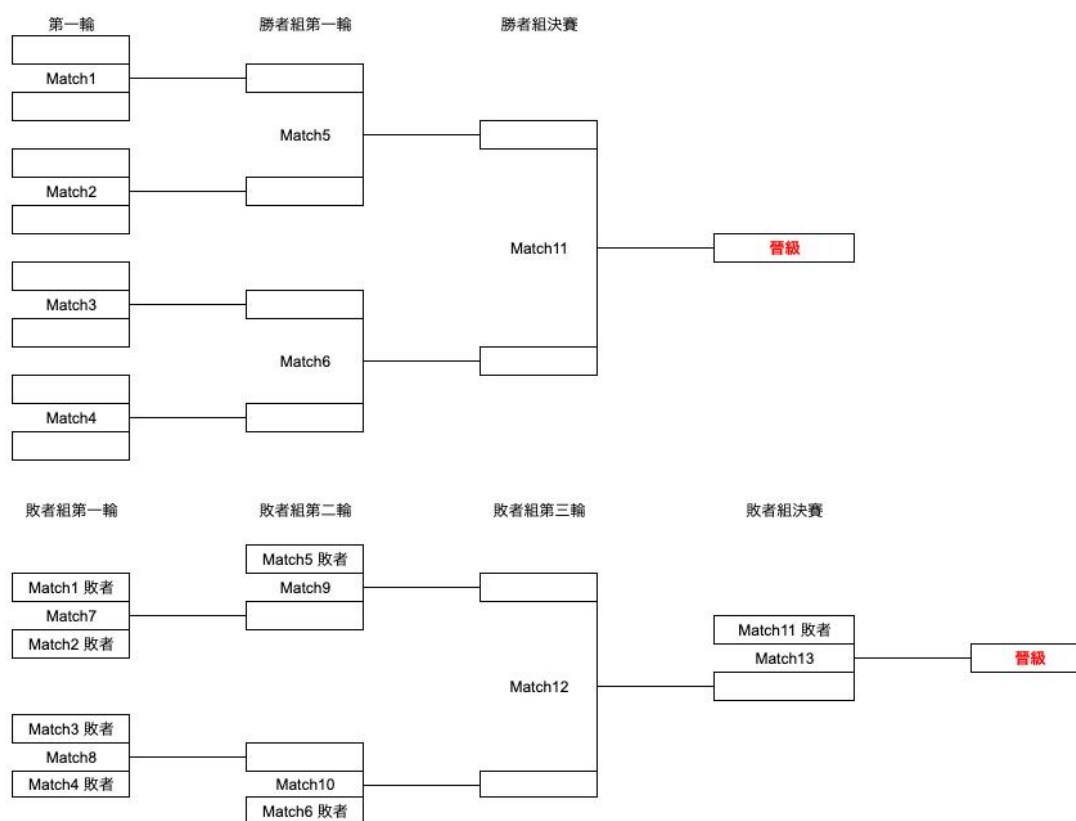 第一輪 勝者組第一輪 勝者組決賽
Match1
Match5
Match2
Match11 晉級
Match3
Match6
Match4
敗者組第一輪 敗者組第二輪 敗者組第三輪 敗者組決賽
Match5 敗者
Match1 敗者 Match9
Match7 Match11 敗者
Match2 敗者 Match13 晉級
Match12
Match3 敗者
Match8
Match4 敗者 Match10
Match6 敗者